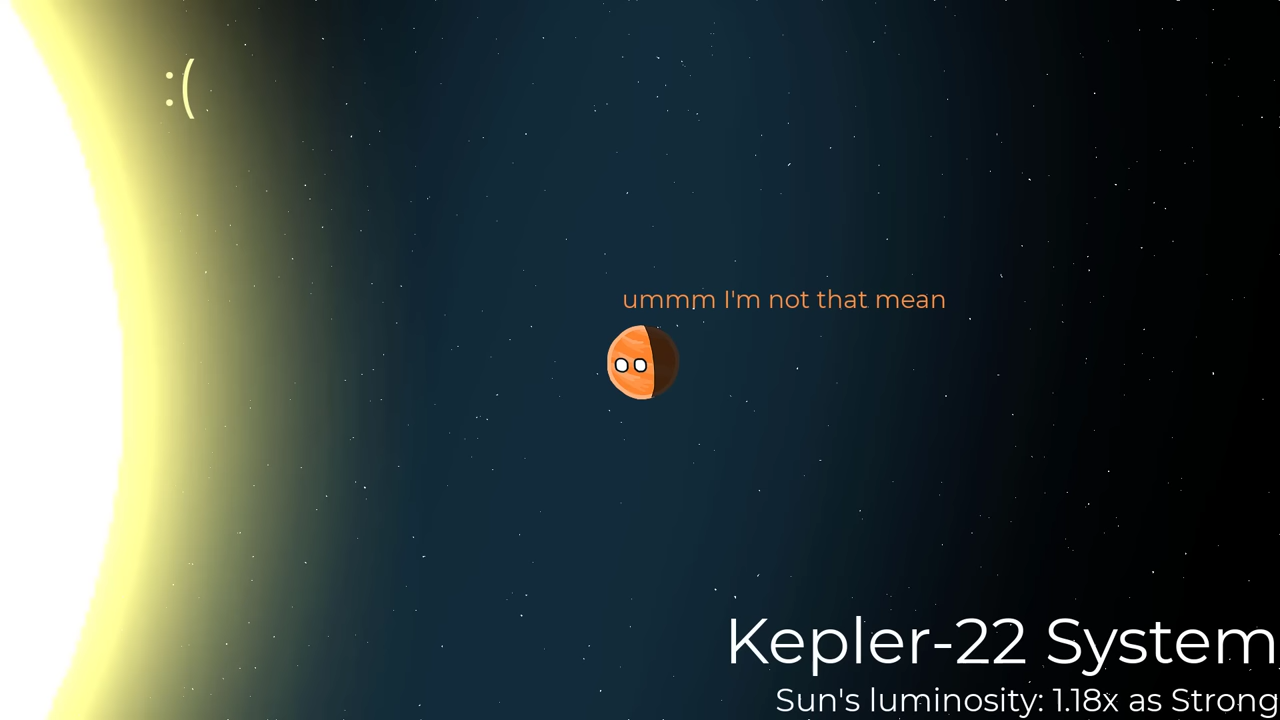 :(
ummm I'm not that mean
Kepler-22 System
Sun's luminosity: 1.18x as Strong